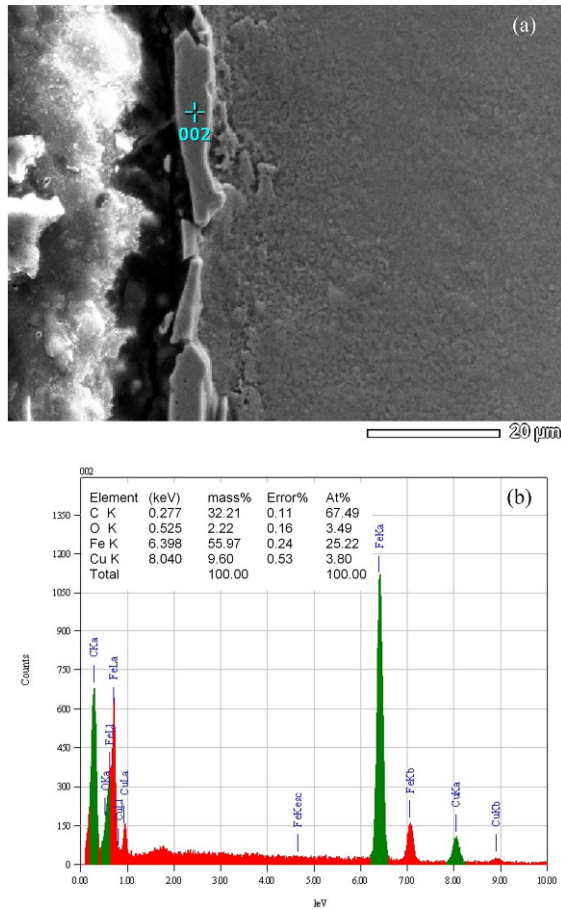 (a)
002
20 µm
002
(b)
Element (keV) mass% Error% At%
C K 0.277 32.21 0.11 67.49
O K 0.525 2.22 0.16 3.49
Fe K 6.398 55.97 0.24 25.22
Cu K 8.040 9.60 0.53 3.80
Total 100.00 100.00
1350
1200
1050
900
750
600
450
300
150
0
Counts
CKa
OKa
FeLl
FeLa
CuLl
CuLa
FeKesc
FeKa
FeKb
CuKa
CuKb
0.00 1.00 2.00 3.00 4.00 5.00 6.00 7.00 8.00 9.00 10.00
keV